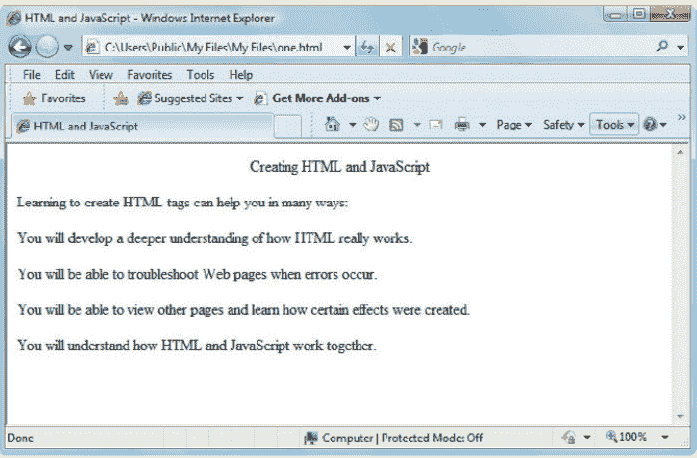 HTML and JavaScript - Windows Internet Explorer
C:\Users\Public\My Files\My Files\one.html Google
File Edit View Favorites Tools Help
Favorites Suggested Sites Get More Add-ons
HTML and JavaScript Page Safety Tools »
Creating HTML and JavaScript
Learning to create HTML tags can help you in many ways:
You will develop a deeper understanding of how HTML really works.
You will be able to troubleshoot Web pages when errors occur.
You will be able to view other pages and learn how certain effects were created.
You will understand how HTML and JavaScript work together.
Done Computer | Protected Mode: Off 100%